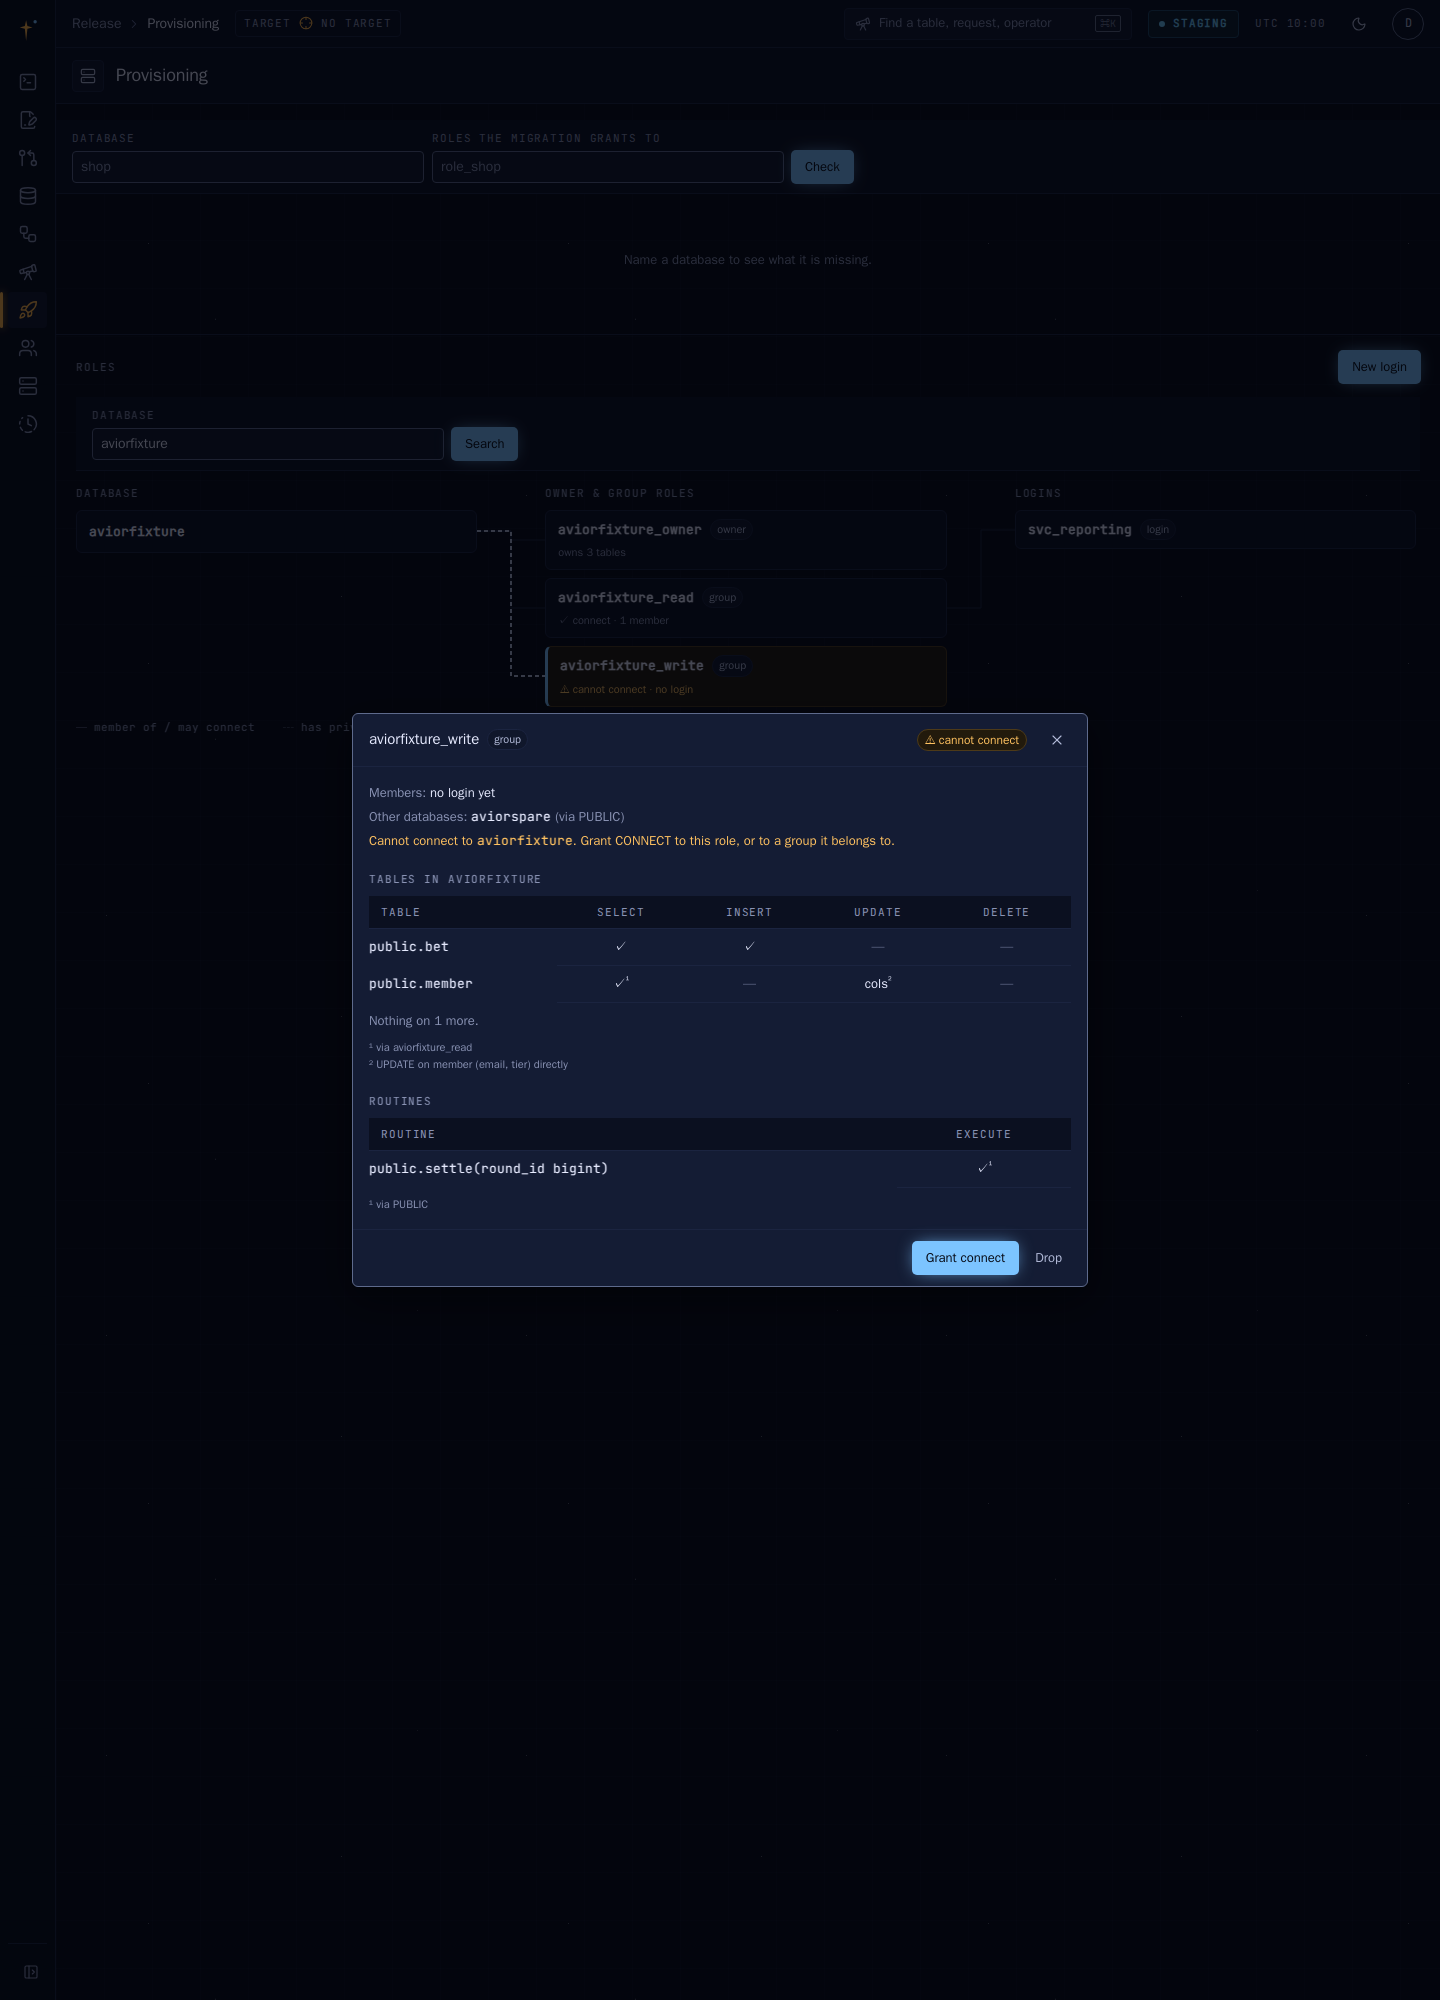 Release > Provisioning TARGET NO TARGET Find a table, request, operator ⌘K STAGING UTC 10:00 D
Provisioning
DATABASE ROLES THE MIGRATION GRANTS TO
shop role_shop Check
Name a database to see what it is missing.
ROLES New login
DATABASE
aviorfixture Search
DATABASE OWNER & GROUP ROLES LOGINS
aviorfixture aviorfixture_owner owner svc_reporting login
owns 3 tables
aviorfixture_read group
✓ connect · 1 member
aviorfixture_write group
⚠ cannot connect · no login
— member of / may connect — has pri
aviorfixture_write group ⚠ cannot connect ×
Members: no login yet
Other databases: aviorspare (via PUBLIC)
Cannot connect to aviorfixture. Grant CONNECT to this role, or to a group it belongs to.
TABLES IN AVIORFIXTURE
TABLE SELECT INSERT UPDATE DELETE
public.bet ✓ ✓ — —
public.member ✓¹ — cols² —
Nothing on 1 more.
¹ via aviorfixture_read
² UPDATE on member (email, tier) directly
ROUTINES
ROUTINE EXECUTE
public.settle(round_id bigint) ✓¹
¹ via PUBLIC
Grant connect Drop